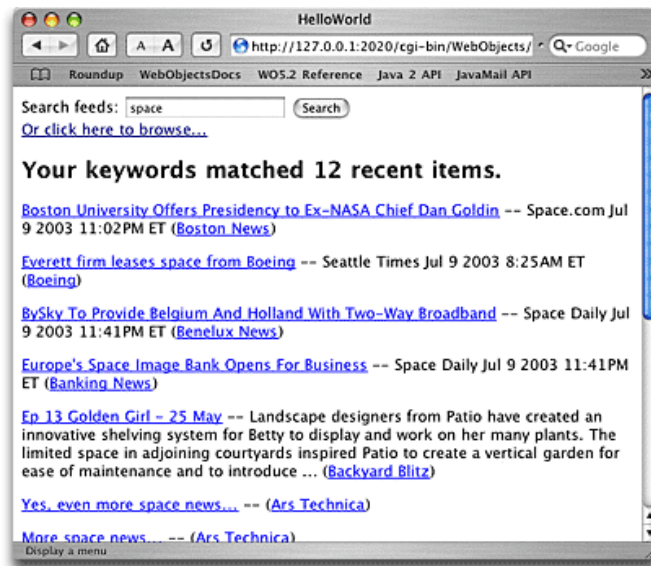 HelloWorld
A A http://127.0.0.1:2020/cgi-bin/WebObjects/ Q Google
Roundup WebObjectsDocs WO5.2 Reference Java 2 API JavaMail API »
Search feeds: space Search
Or click here to browse...
Your keywords matched 12 recent items.
Boston University Offers Presidency to Ex-NASA Chief Dan Goldin -- Space.com Jul
9 2003 11:02PM ET (Boston News)
Everett firm leases space from Boeing -- Seattle Times Jul 9 2003 8:25AM ET
(Boeing)
BySky To Provide Belgium And Holland With Two-Way Broadband -- Space Daily Jul
9 2003 11:41PM ET (Benelux News)
Europe's Space Image Bank Opens For Business -- Space Daily Jul 9 2003 11:41PM
ET (Banking News)
Ep 13 Golden Girl - 25 May -- Landscape designers from Patio have created an
innovative shelving system for Betty to display and work on her many plants. The
limited space in adjoining courtyards inspired Patio to create a vertical garden for
ease of maintenance and to introduce ... (Backyard Blitz)
Yes, even more space news... -- (Ars Technica)
More space news... -- (Ars Technica)
Display a menu